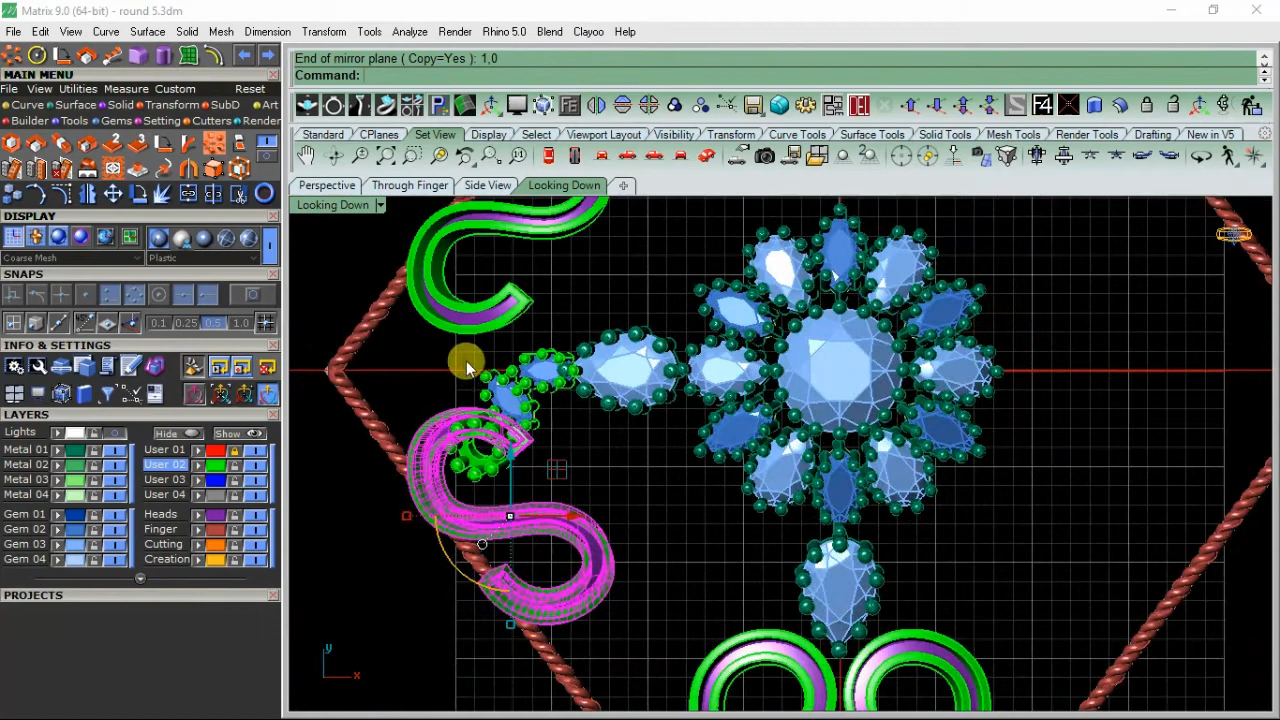 Matrix 9.0 (64-bit) - round 5.3dm
File Edit View Curve Surface Solid Mesh Dimension Transform Tools Analyze Render Rhino 5.0 Blend Clayoo Help
End of mirror plane ( Copy=Yes ): 1,0
Command:
MAIN MENU
File View Utilities Measure Custom Reset
Curve Surface Solid Transform SubD Art
Builder Tools Gems Setting Cutters Render
F4
Standard CPlanes Set View Display Select Viewport Layout Visibility Transform Curve Tools Surface Tools Solid Tools Mesh Tools Render Tools Drafting New in V5
Perspective Through Finger Side View Looking Down
Looking Down
DISPLAY
Coarse Mesh Plastic
SNAPS
0.1 0.25 0.5 1.0
INFO & SETTINGS
LAYERS
Lights Hide Show
Metal 01 User 01
Metal 02 User 02
Metal 03 User 03
Metal 04 User 04
Gem 01 Heads
Gem 02 Finger
Gem 03 Cutting
Gem 04 Creation
PROJECTS
y
x